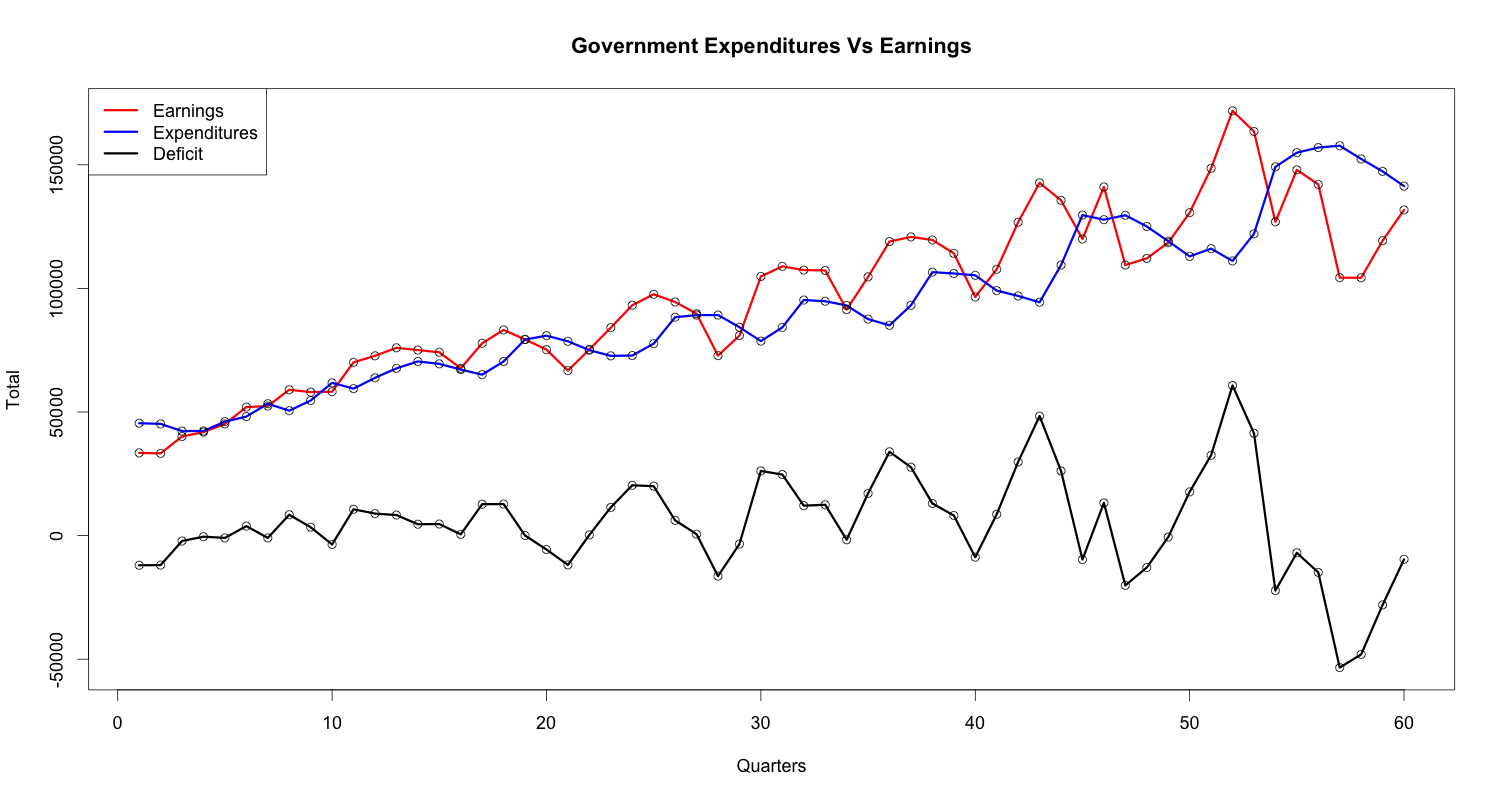 Government Expenditures Vs Earnings
Earnings
Expenditures
Deficit
Total
150000
100000
50000
0
-50000
0 10 20 30 40 50 60
Quarters